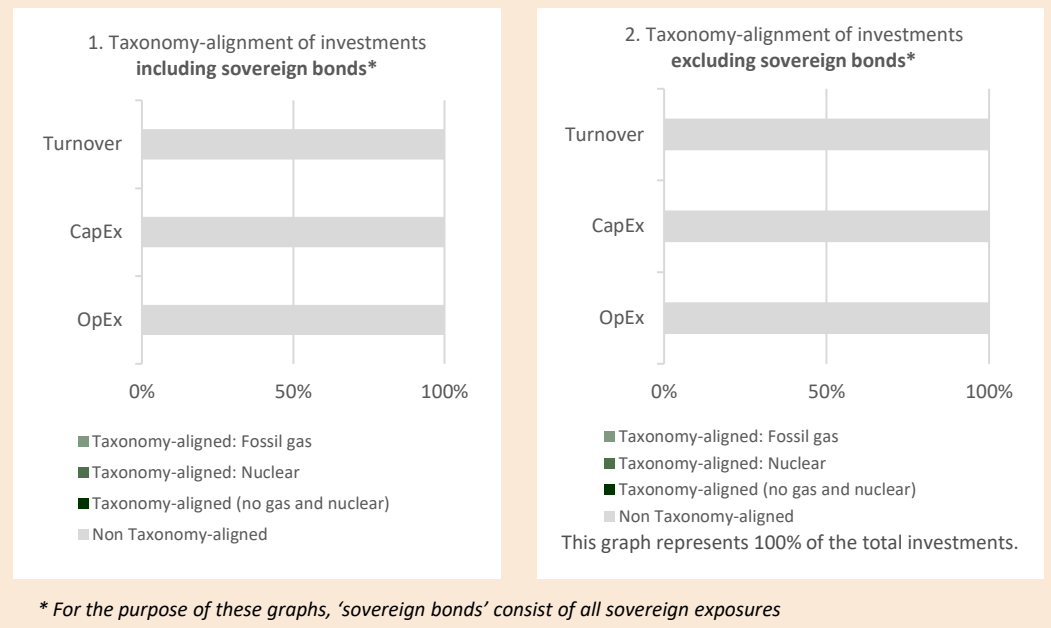 1. Taxonomy-alignment of investments
including sovereign bonds*
Turnover
CapEx
OpEx
0% 50% 100%
Taxonomy-aligned: Fossil gas
Taxonomy-aligned: Nuclear
Taxonomy-aligned (no gas and nuclear)
Non Taxonomy-aligned
2. Taxonomy-alignment of investments
excluding sovereign bonds*
Turnover
CapEx
OpEx
0% 50% 100%
Taxonomy-aligned: Fossil gas
Taxonomy-aligned: Nuclear
Taxonomy-aligned (no gas and nuclear)
Non Taxonomy-aligned
This graph represents 100% of the total investments.
* For the purpose of these graphs, ‘sovereign bonds’ consist of all sovereign exposures